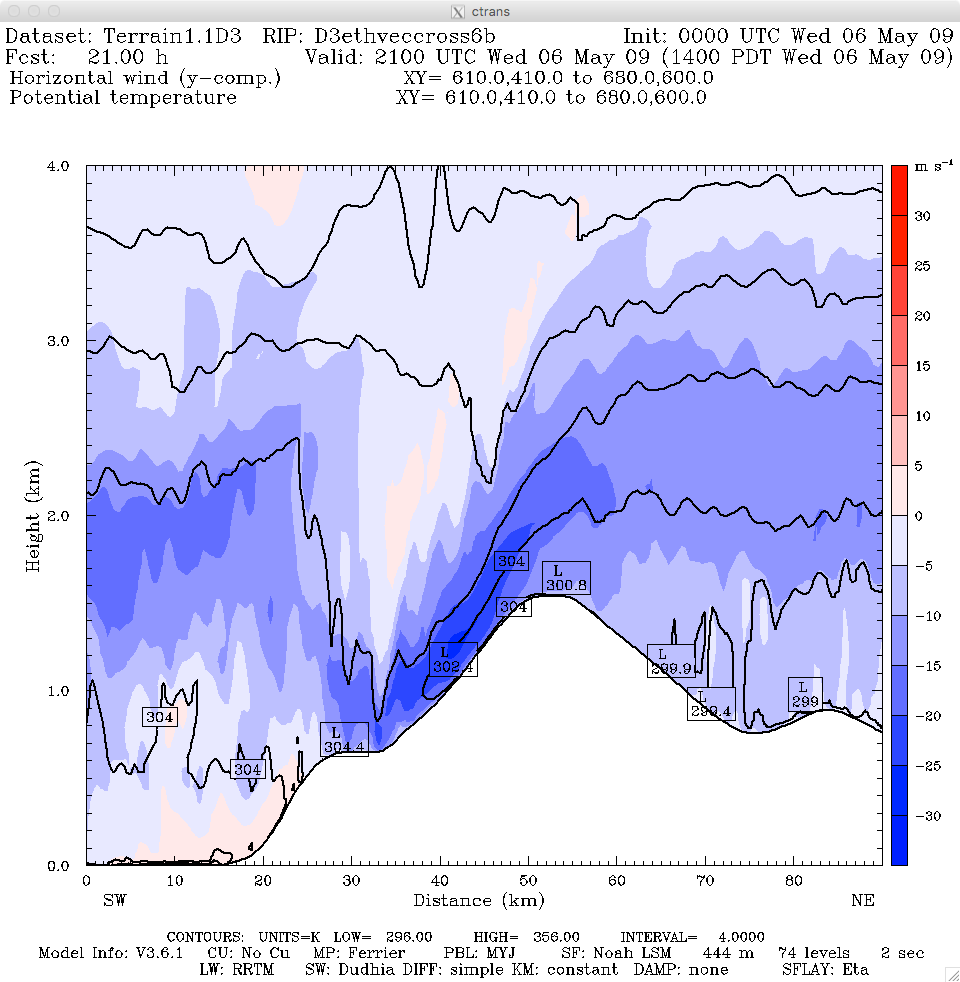 ctrans
Dataset: Terrain1.1D3 RIP: D3ethveccross6b Init: 0000 UTC Wed 06 May 09
Fcst: 21.00 h Valid: 2100 UTC Wed 06 May 09 (1400 PDT Wed 06 May 09)
Horizontal wind (y-comp.) XY= 610.0,410.0 to 680.0,600.0
Potential temperature XY= 610.0,410.0 to 680.0,600.0
4.0
3.0
2.0
1.0
0.0
Height (km)
m s⁻¹
30
25
20
15
10
5
0
-5
-10
-15
-20
-25
-30
304
L
300.8
304
L
302.4
L
299.9
L
299.4
L
299
304
L
304.4
304
0 10 20 30 40 50 60 70 80
SW Distance (km) NE
CONTOURS: UNITS=K LOW= 296.00 HIGH= 356.00 INTERVAL= 4.0000
Model Info: V3.6.1 CU: No Cu MP: Ferrier PBL: MYJ SF: Noah LSM 444 m 74 levels 2 sec
LW: RRTM SW: Dudhia DIFF: simple KM: constant DAMP: none SFLAY: Eta